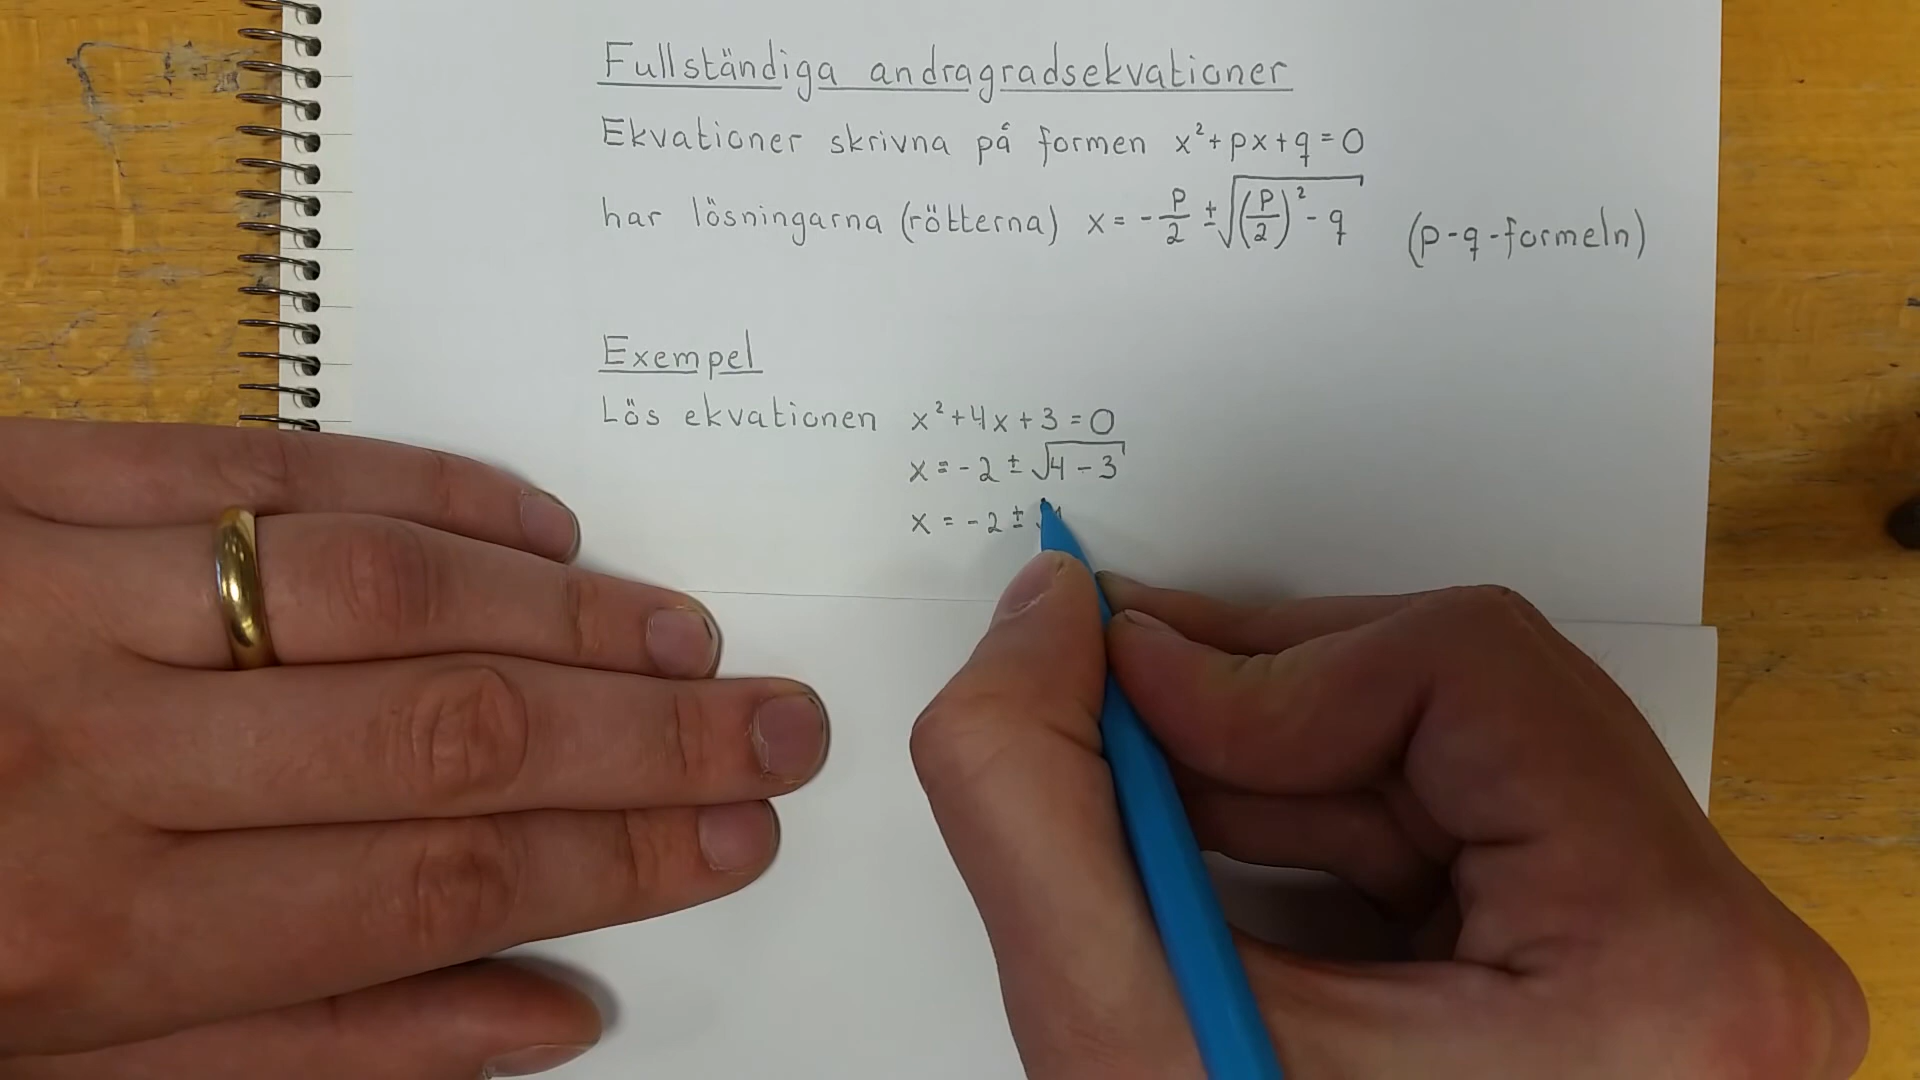 Fullständiga andragradsekvationer
Ekvationer skrivna på formen x²+px+q=0
har lösningarna (rötterna) x = -p/2 ± √((p/2)² - q) (p-q-formeln)
Exempel
Lös ekvationen x²+4x+3=0
x = -2 ± √(4-3)
x = -2 ±